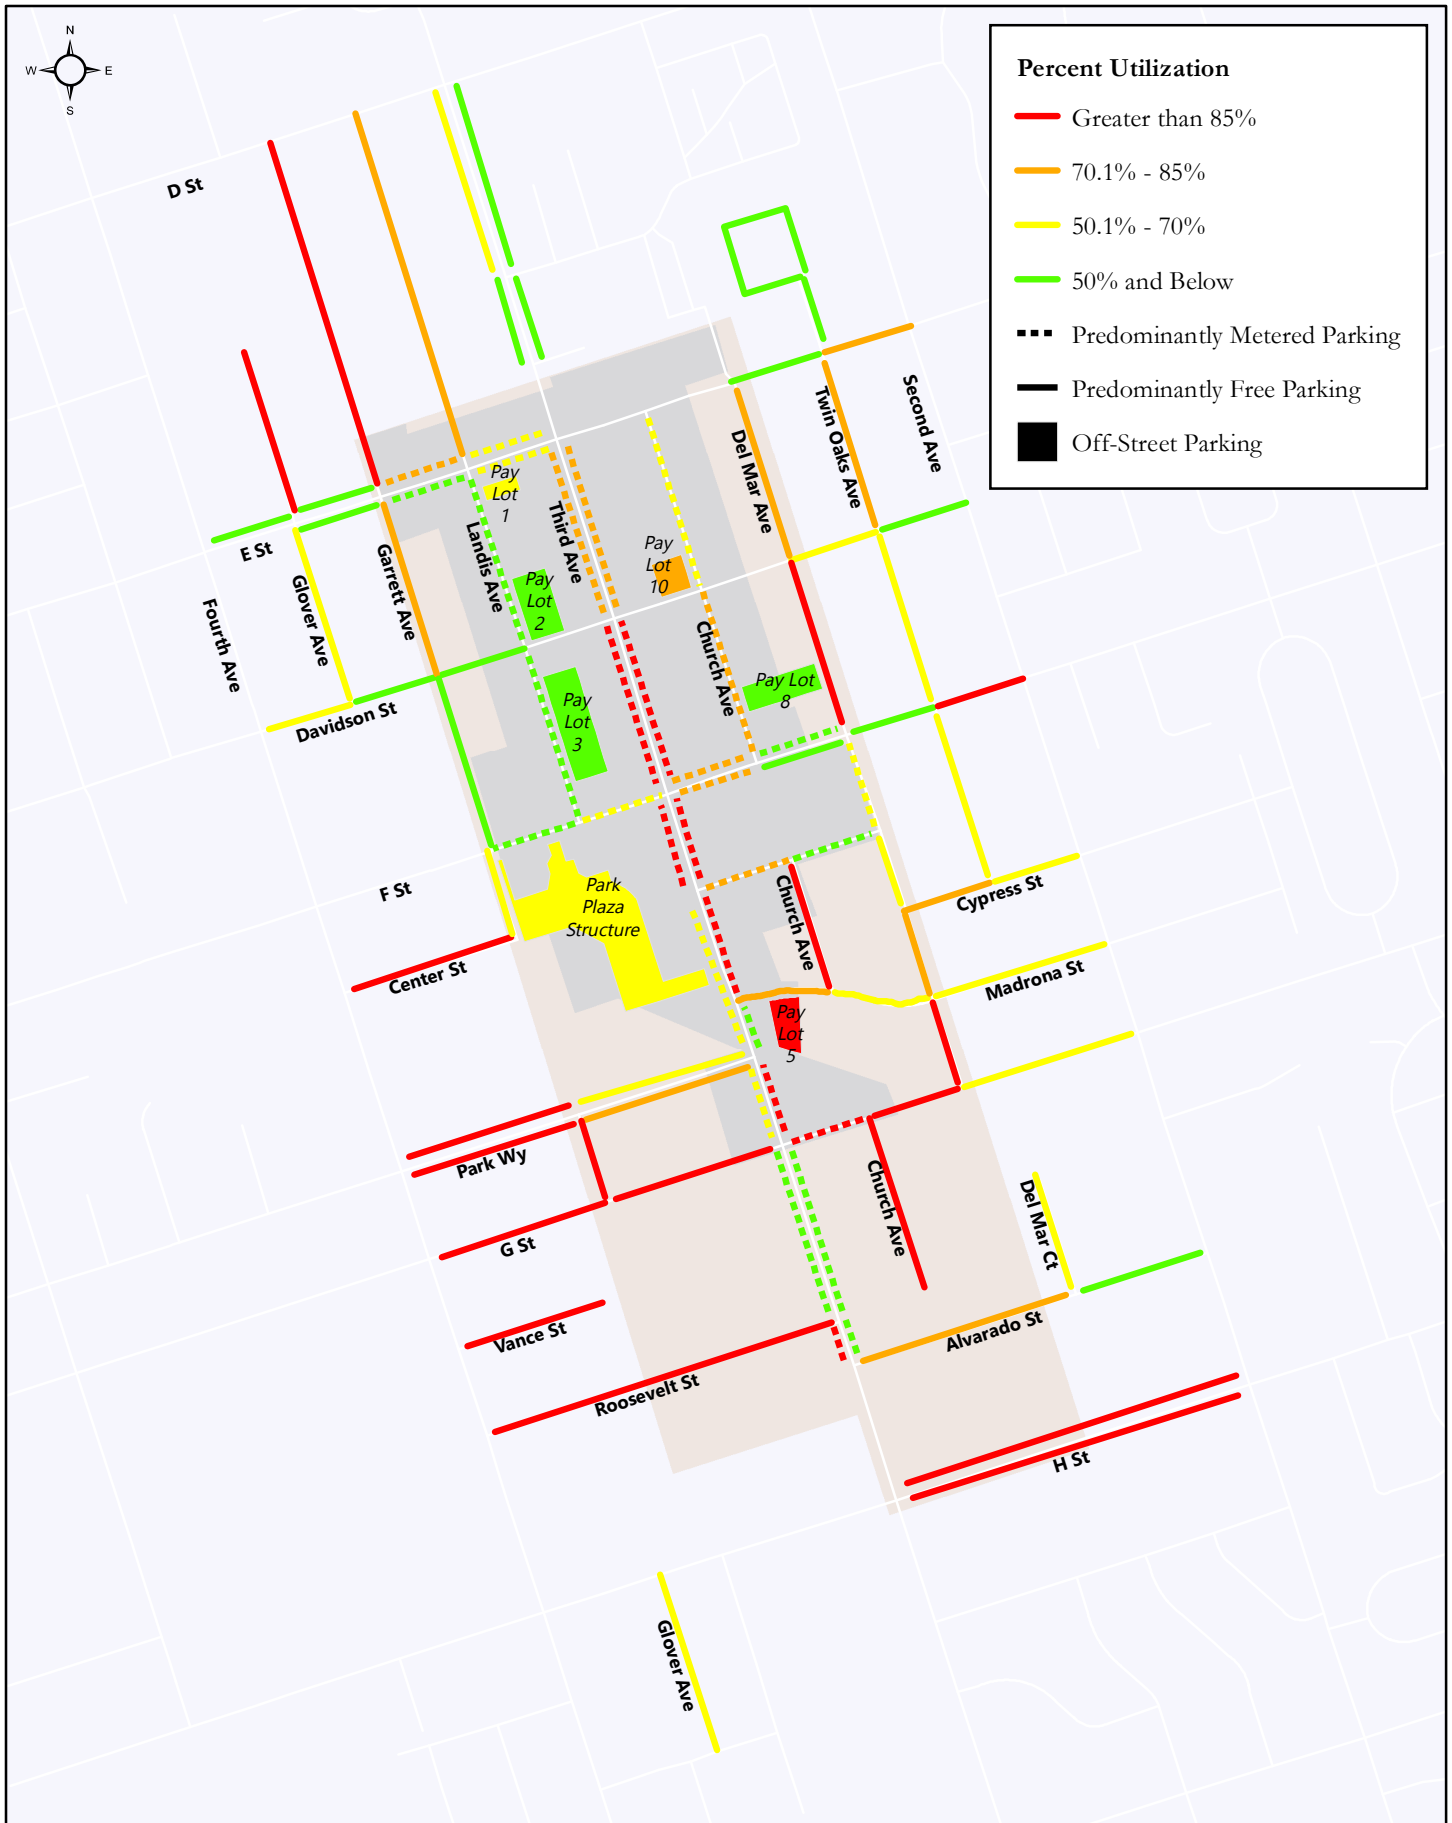 N
W E
S
Percent Utilization
Greater than 85%
70.1% - 85%
50.1% - 70%
50% and Below
Predominantly Metered Parking
Predominantly Free Parking
Off-Street Parking
D St
Second Ave
Twin Oaks Ave
Del Mar Ave
Pay
Lot
1
Third Ave
Landis Ave
E St
Garrett Ave
Glover Ave
Fourth Ave
Pay
Lot
10
Pay
Lot
2
Church Ave
Pay Lot
8
Pay
Lot
3
Davidson St
F St
Park
Plaza
Structure
Church Ave
Cypress St
Center St
Madrona St
Pay
Lot
5
Park Wy
Church Ave
Del Mar Ct
G St
Vance St
Alvarado St
Roosevelt St
H St
Glover Ave